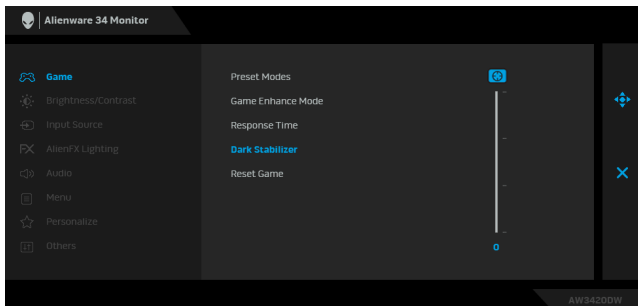 Alienware 34 Monitor
Game
Brightness/Contrast
Input Source
AlienFX Lighting
Audio
Menu
Personalize
Others
Preset Modes
Game Enhance Mode
Response Time
Dark Stabilizer
Reset Game
0
AW3420DW